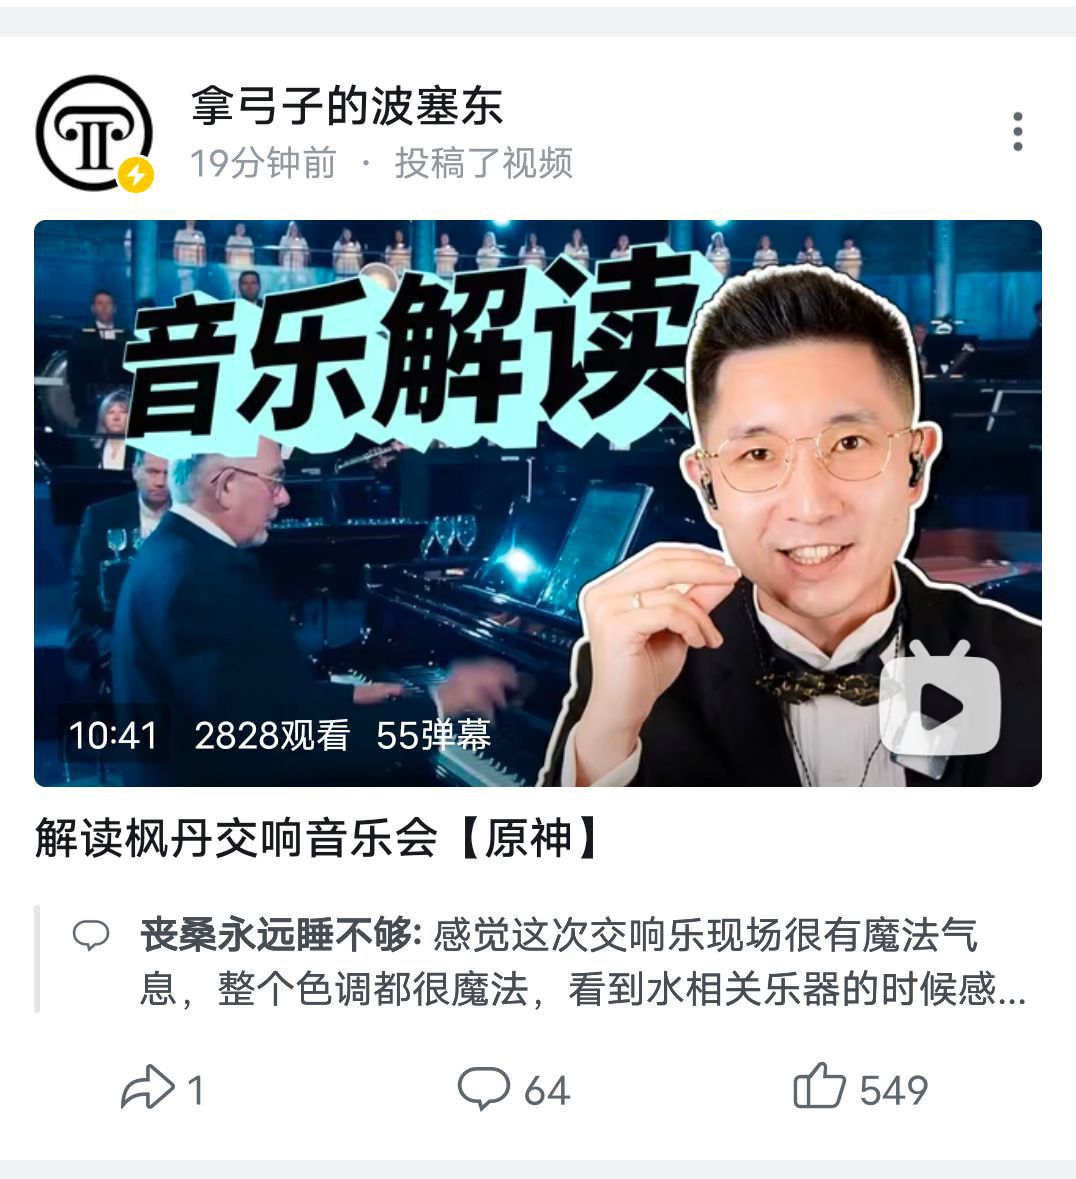 拿弓子的波塞东
19分钟前 · 投稿了视频
音乐解读
10:41 2828观看 55弹幕
解读枫丹交响音乐会【原神】
丧桑永远睡不够: 感觉这次交响乐现场很有魔法气
息，整个色调都很魔法，看到水相关乐器的时候感...
1 64 549